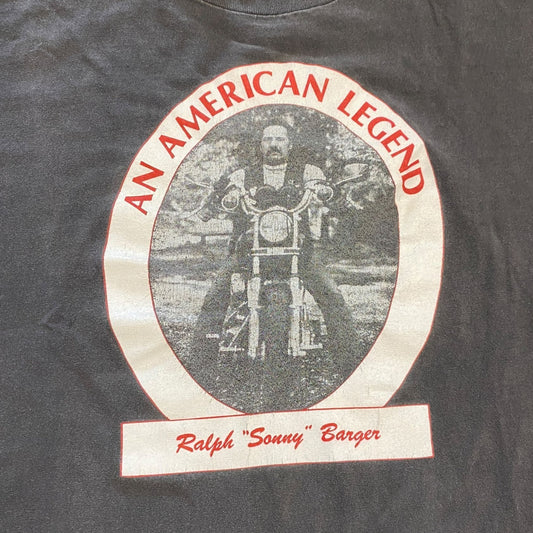 AN AMERICAN LEGEND
Ralph "Sonny" Barger